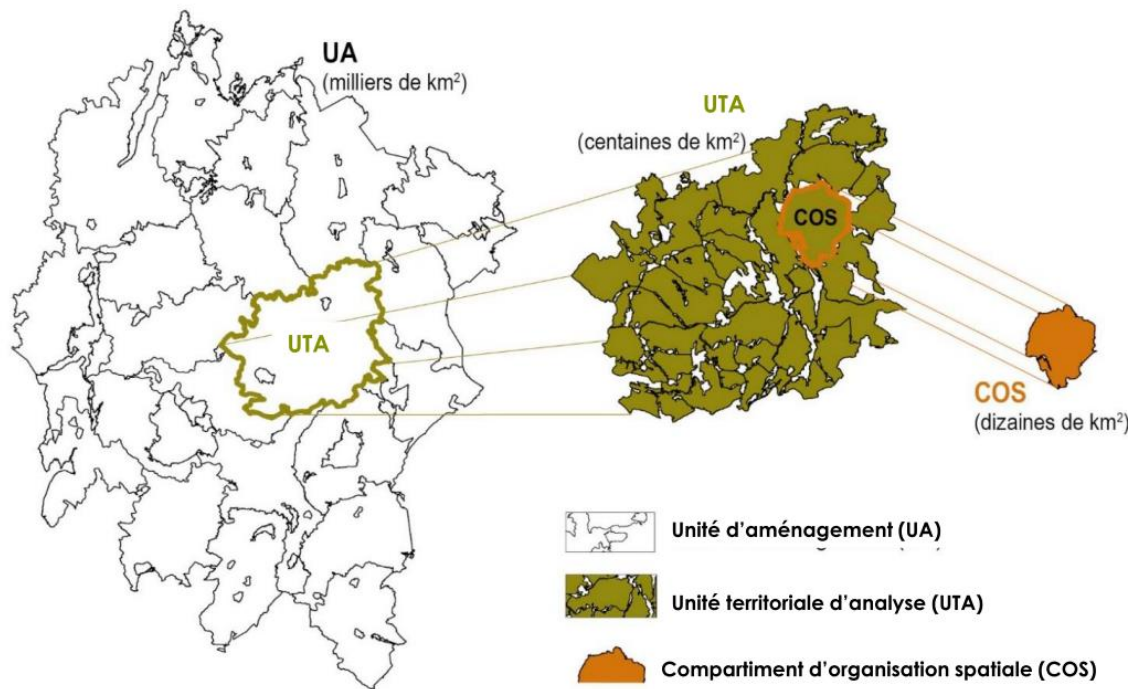 UA
(milliers de km²)
UTA
(centaines de km²)
COS
UTA
COS
(dizaines de km²)
Unité d’aménagement (UA)
Unité territoriale d’analyse (UTA)
Compartiment d’organisation spatiale (COS)